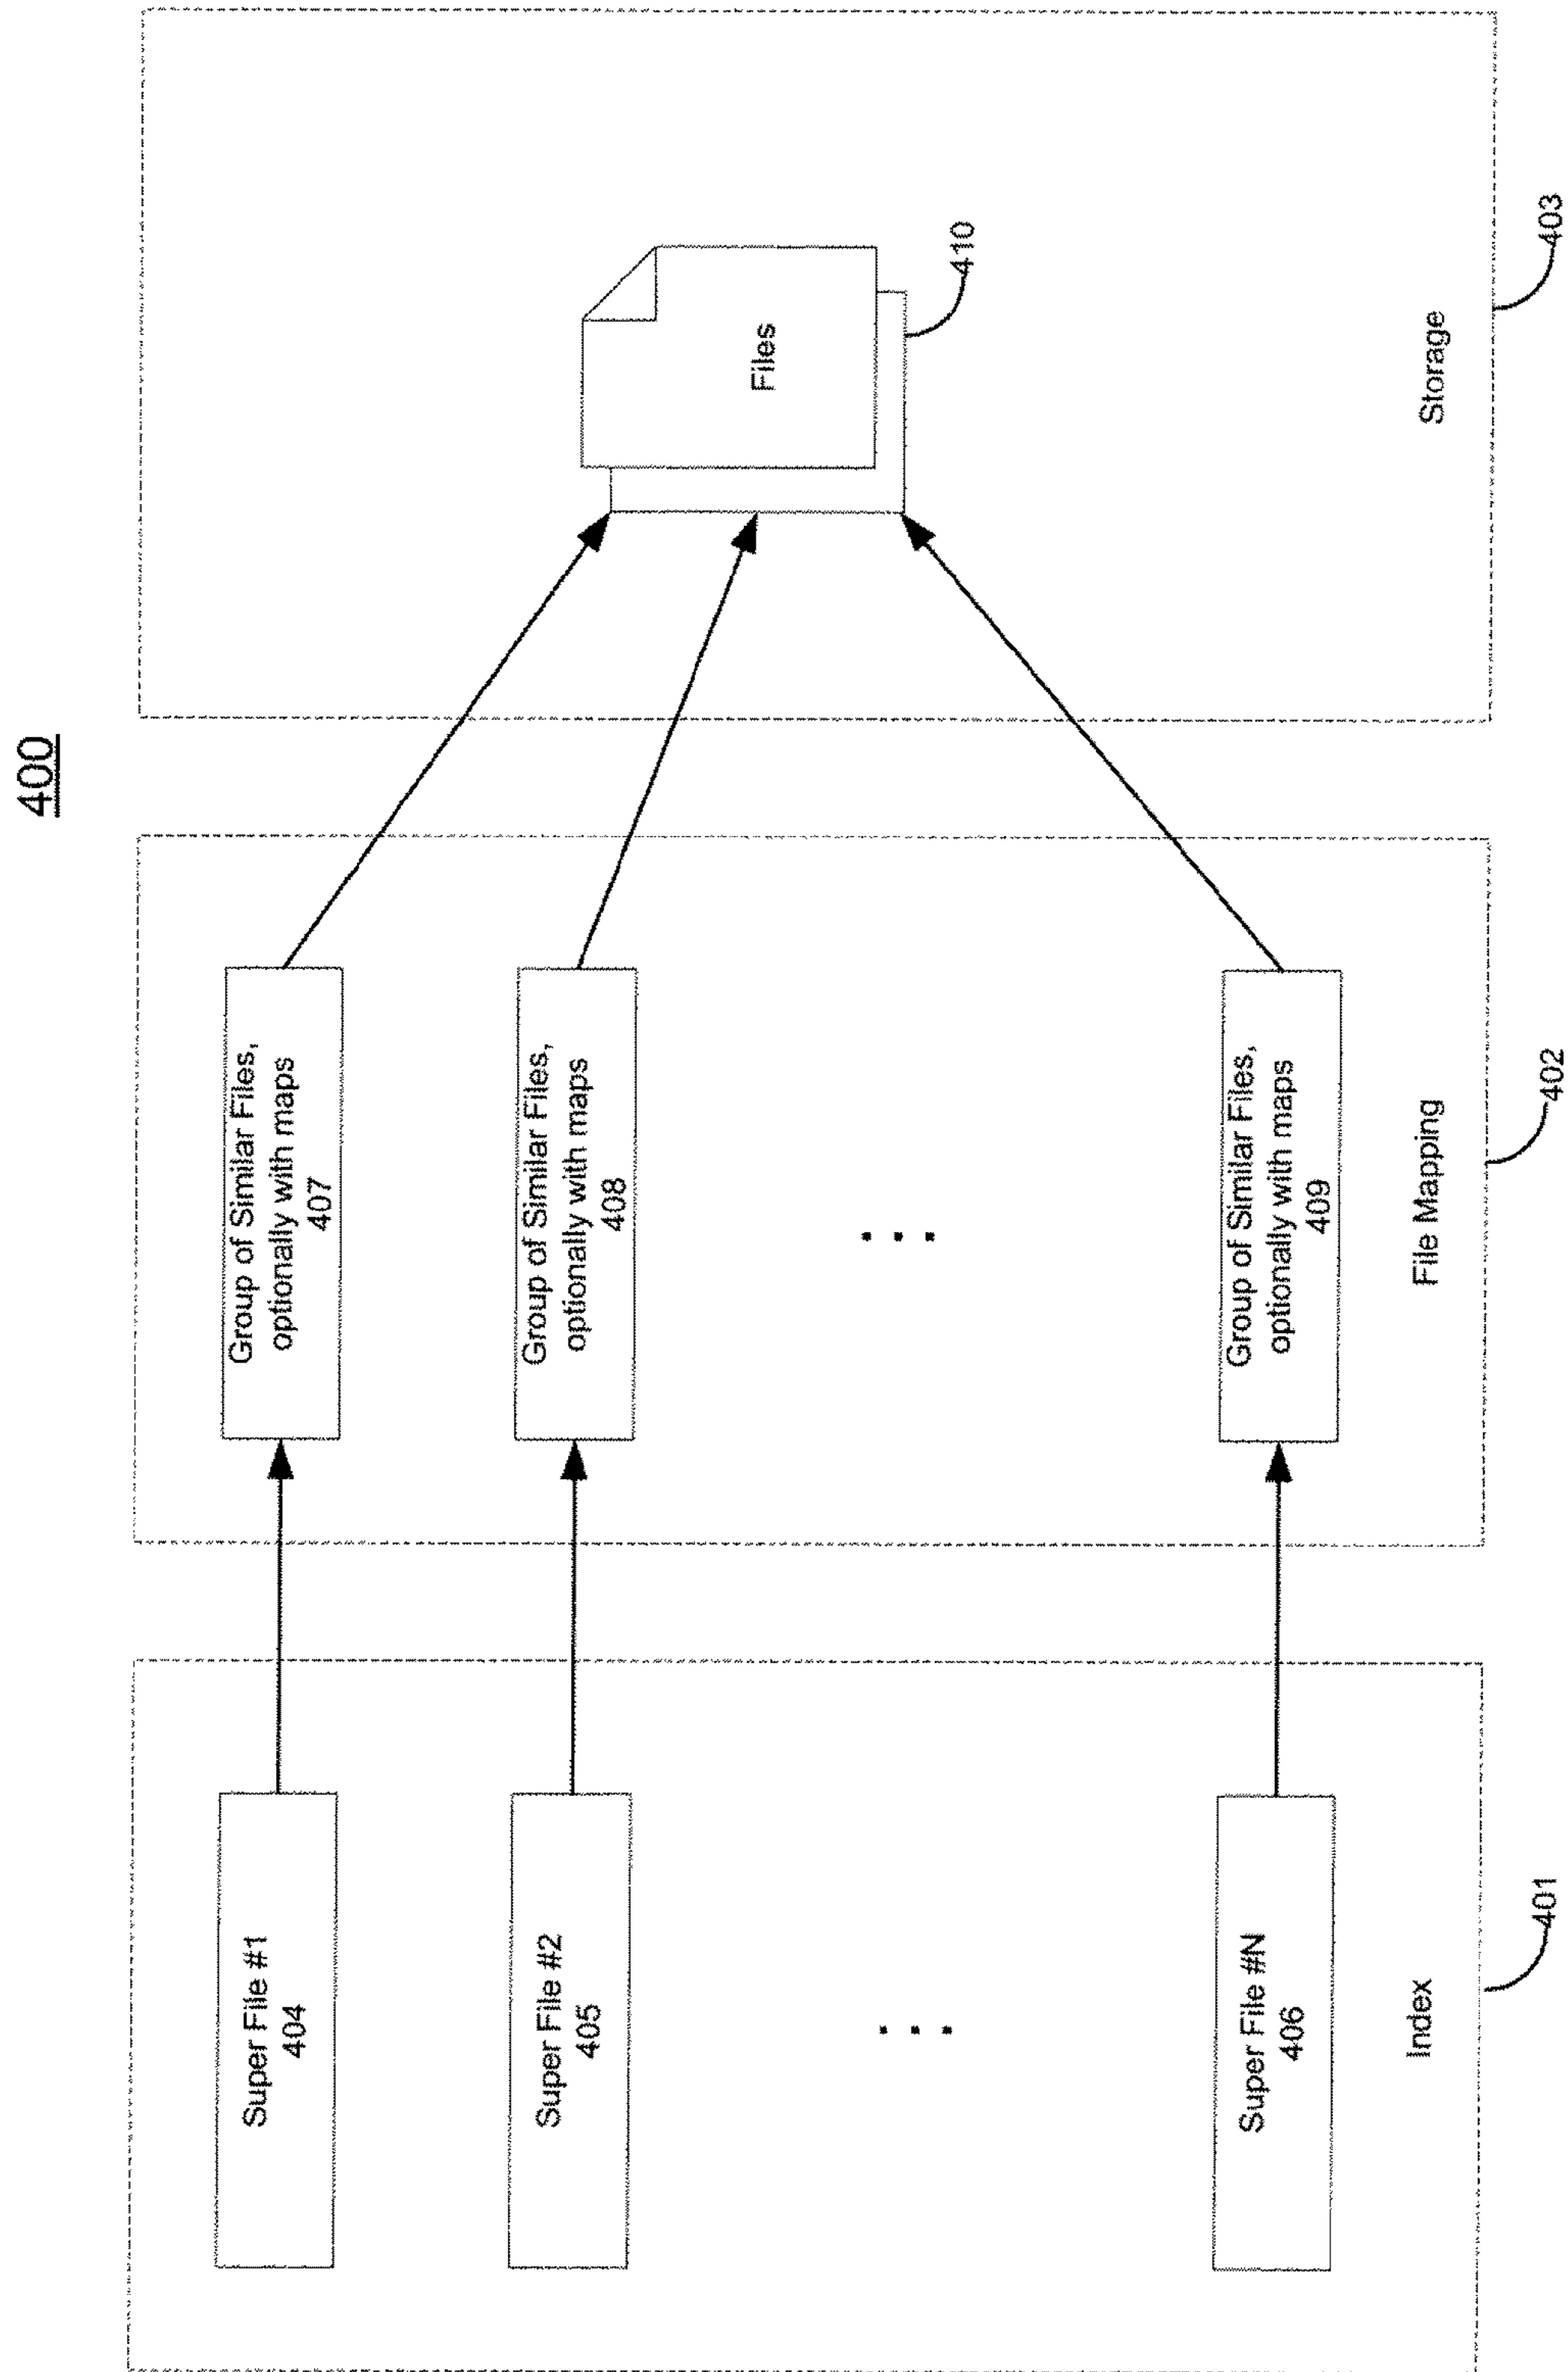 400
Super File #1
404
Super File #2
405
. . .
Super File #N
406
Index
401
Group of Similar Files,
optionally with maps
407
Group of Similar Files,
optionally with maps
408
. . .
Group of Similar Files,
optionally with maps
409
File Mapping
402
Files
410
Storage
403